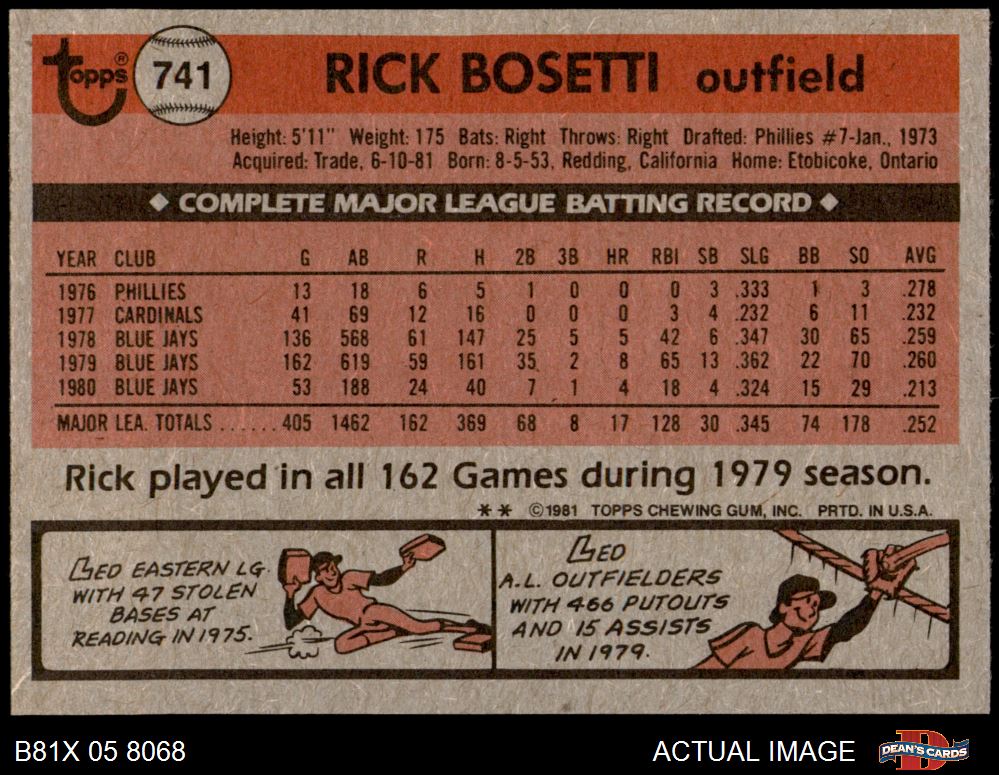 Topps® 741 RICK BOSETTI outfield
Height: 5'11" Weight: 175 Bats: Right Throws: Right Drafted: Phillies #7-Jan., 1973
Acquired: Trade, 6-10-81 Born: 8-5-53, Redding, California Home: Etobicoke, Ontario
◆ COMPLETE MAJOR LEAGUE BATTING RECORD ◆
YEAR CLUB G AB R H 2B 3B HR RBI SB SLG BB SO AVG
1976 PHILLIES 13 18 6 5 1 0 0 0 3 .333 1 3 .278
1977 CARDINALS 41 69 12 16 0 0 0 3 4 .232 6 11 .232
1978 BLUE JAYS 136 568 61 147 25 5 5 42 6 .347 30 65 .259
1979 BLUE JAYS 162 619 59 161 35 2 8 65 13 .362 22 70 .260
1980 BLUE JAYS 53 188 24 40 7 1 4 18 4 .324 15 29 .213
MAJOR LEA. TOTALS ...... 405 1462 162 369 68 8 17 128 30 .345 74 178 .252
Rick played in all 162 Games during 1979 season.
** ©1981 TOPPS CHEWING GUM, INC. PRTD. IN U.S.A.
LED EASTERN LG.
WITH 47 STOLEN
BASES AT
READING IN 1975.
LED
A.L. OUTFIELDERS
WITH 466 PUTOUTS
AND 15 ASSISTS
IN 1979.
B81X 05 8068 ACTUAL IMAGE DEAN'S CARDS